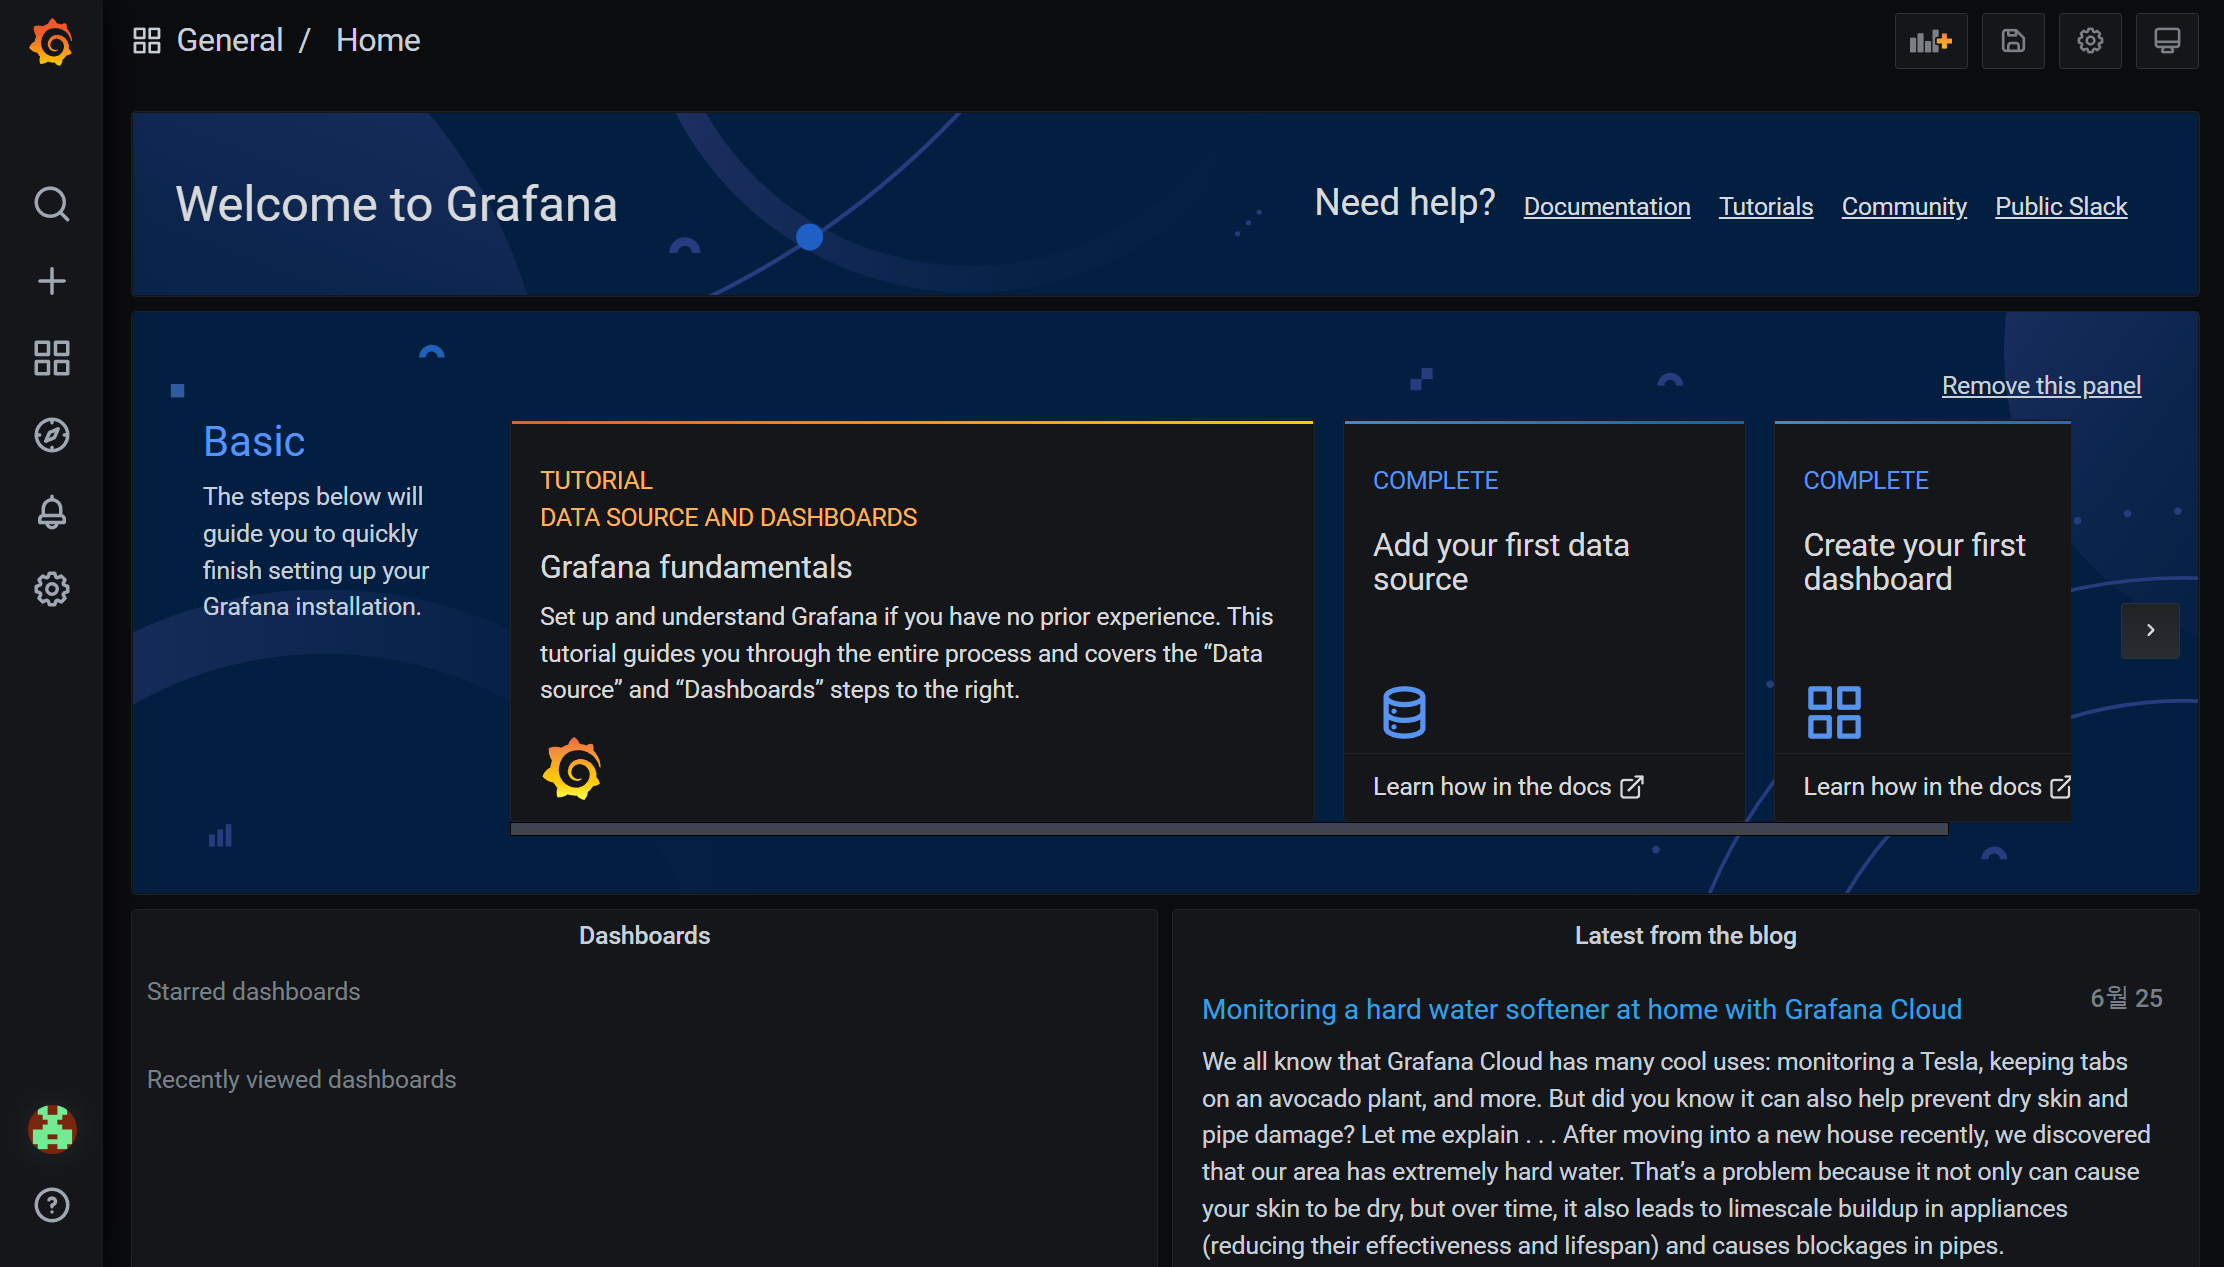 General / Home
Welcome to Grafana
Need help? Documentation Tutorials Community Public Slack
Remove this panel
Basic
The steps below will
guide you to quickly
finish setting up your
Grafana installation.
TUTORIAL
DATA SOURCE AND DASHBOARDS
Grafana fundamentals
Set up and understand Grafana if you have no prior experience. This
tutorial guides you through the entire process and covers the “Data
source” and “Dashboards” steps to the right.
COMPLETE
Add your first data
source
Learn how in the docs
COMPLETE
Create your first
dashboard
Learn how in the docs
Dashboards
Starred dashboards
Recently viewed dashboards
Latest from the blog
Monitoring a hard water softener at home with Grafana Cloud
6월 25
We all know that Grafana Cloud has many cool uses: monitoring a Tesla, keeping tabs
on an avocado plant, and more. But did you know it can also help prevent dry skin and
pipe damage? Let me explain . . . After moving into a new house recently, we discovered
that our area has extremely hard water. That’s a problem because it not only can cause
your skin to be dry, but over time, it also leads to limescale buildup in appliances
(reducing their effectiveness and lifespan) and causes blockages in pipes.